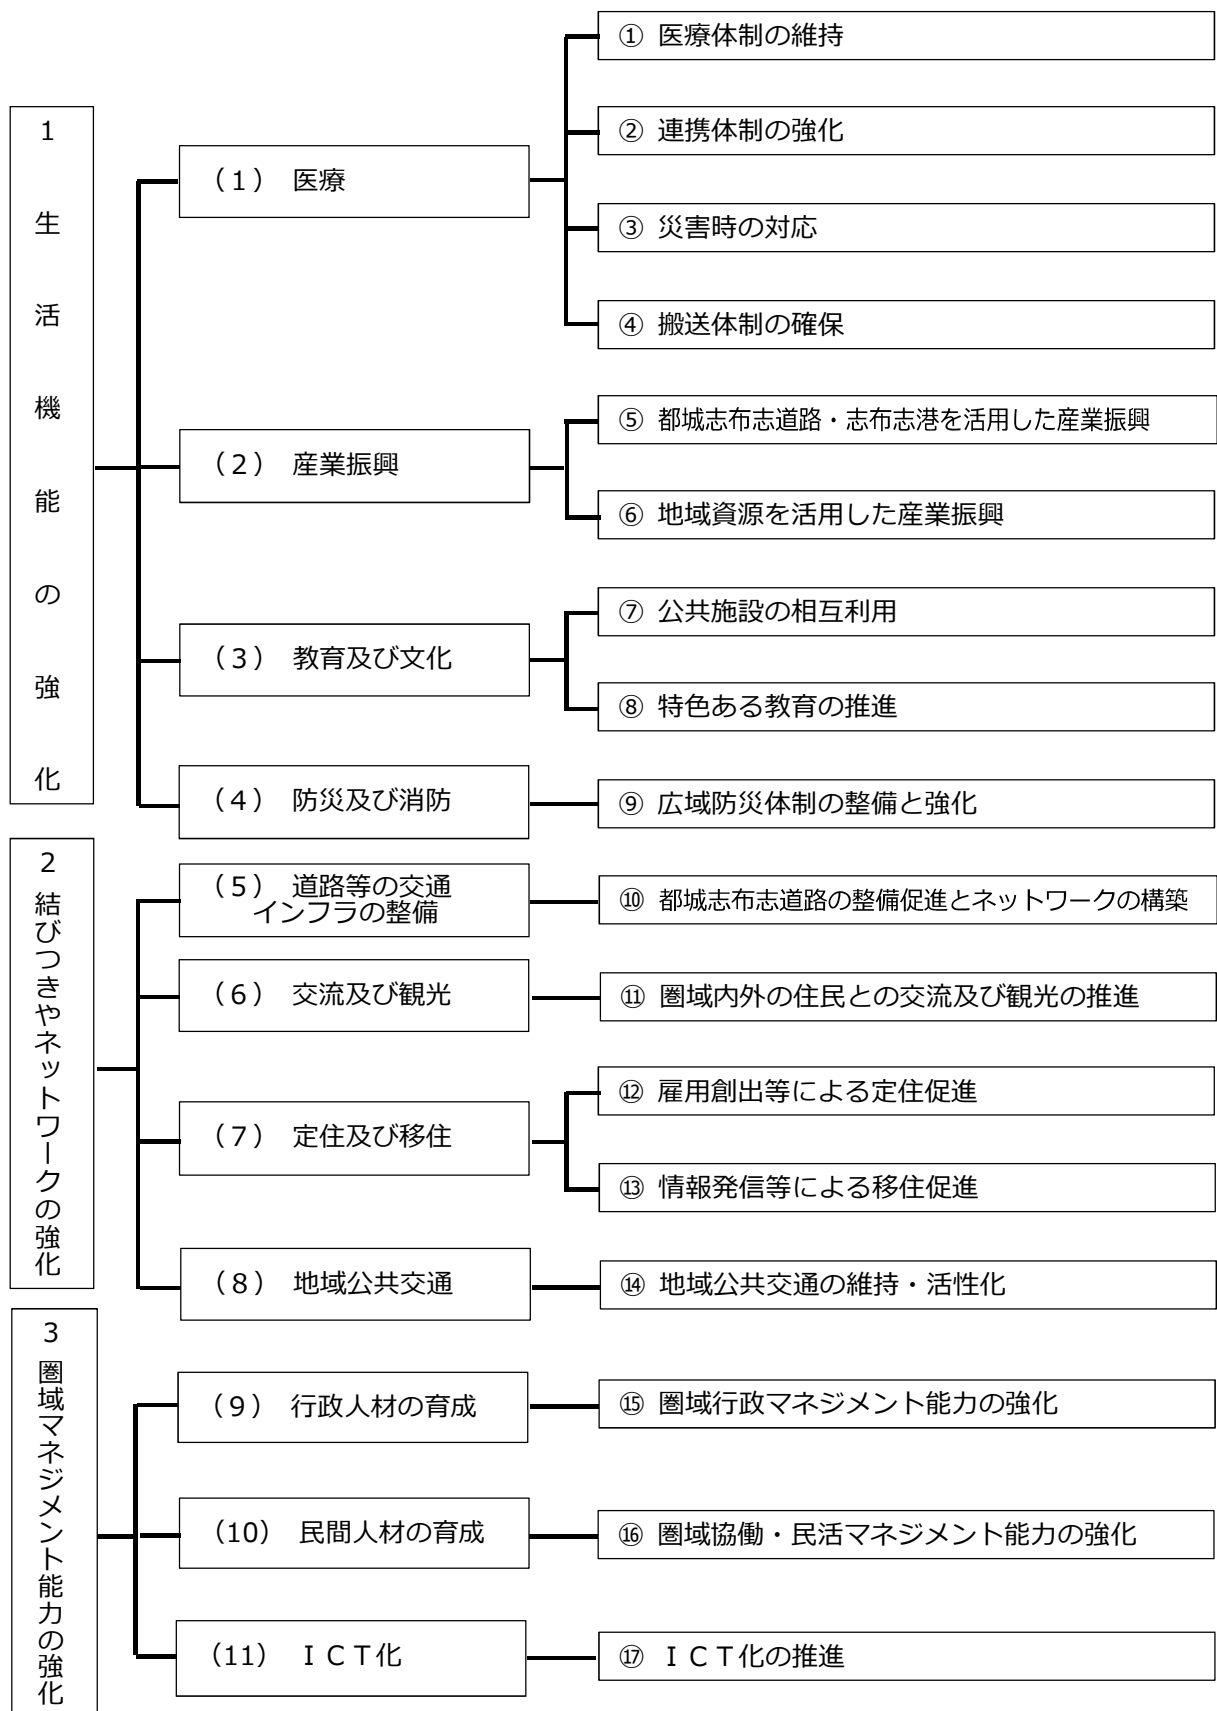 1 生活機能の強化
（１） 医療
① 医療体制の維持
② 連携体制の強化
③ 災害時の対応
④ 搬送体制の確保
（２） 産業振興
⑤ 都城志布志道路・志布志港を活用した産業振興
⑥ 地域資源を活用した産業振興
（３） 教育及び文化
⑦ 公共施設の相互利用
⑧ 特色ある教育の推進
（４） 防災及び消防
⑨ 広域防災体制の整備と強化
2 結びつきやネットワークの強化
（５） 道路等の交通
インフラの整備
⑩ 都城志布志道路の整備促進とネットワークの構築
（６） 交流及び観光
⑪ 圏域内外の住民との交流及び観光の推進
（７） 定住及び移住
⑫ 雇用創出等による定住促進
⑬ 情報発信等による移住促進
（８） 地域公共交通
⑭ 地域公共交通の維持・活性化
3 圏域マネジメント能力の強化
（９） 行政人材の育成
⑮ 圏域行政マネジメント能力の強化
（10） 民間人材の育成
⑯ 圏域協働・民活マネジメント能力の強化
（11） ＩＣＴ化
⑰ ＩＣＴ化の推進